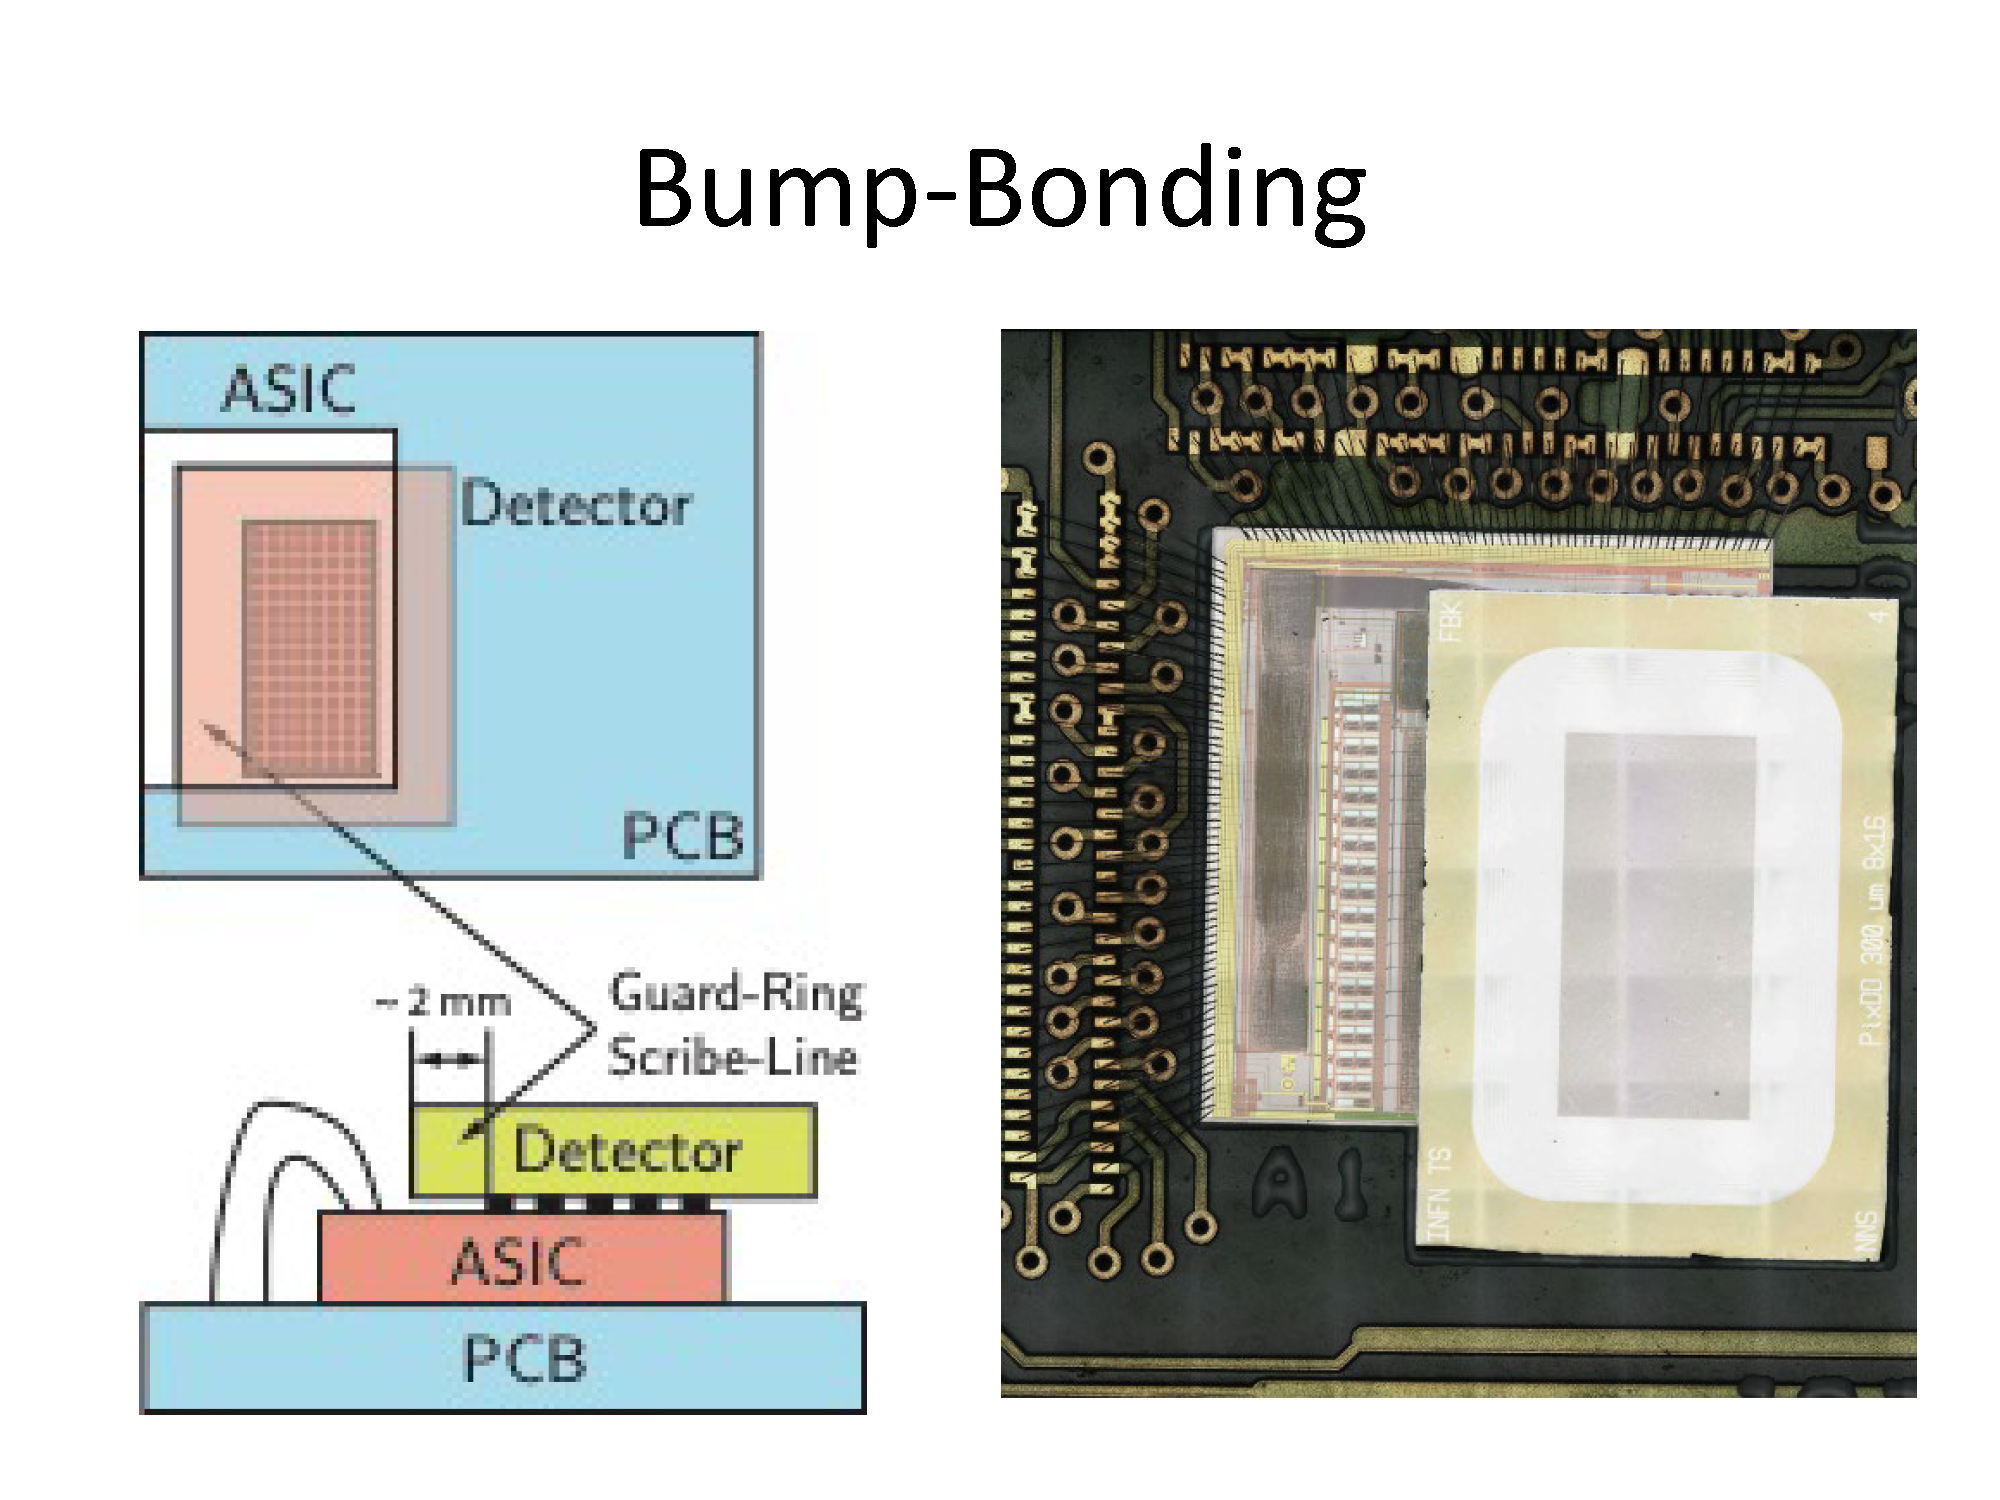 Bump-Bonding
ASIC
Detector
PCB
~ 2 mm
Guard-Ring
Scribe-Line
Detector
ASIC
PCB
FBK
4
PixDD 300 um 8x16
INFN TS
NNS
A 1